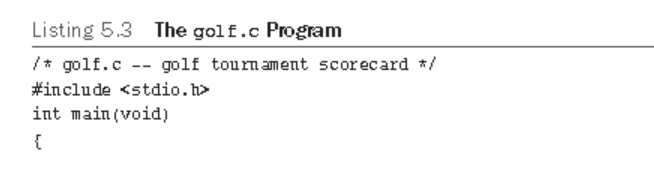 Listing 5.3 The golf.c Program
/* golf.c -- golf tournament scorecard */
#include <stdio.h>
int main(void)
{